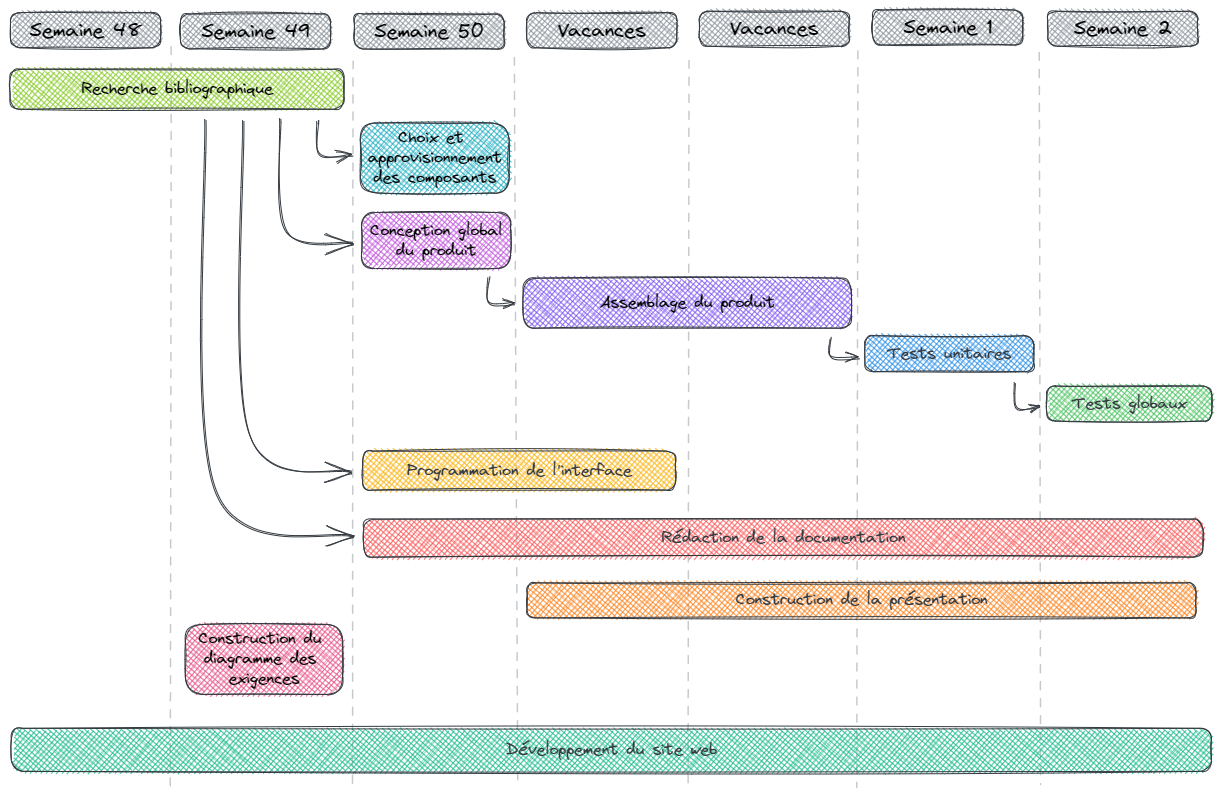 Semaine 48
Semaine 49
Semaine 50
Vacances
Vacances
Semaine 1
Semaine 2
Recherche bibliographique
Choix et
approvisionnement
des composants
Conception global
du produit
Assemblage du produit
Tests unitaires
Tests globaux
Programmation de l'interface
Rédaction de la documentation
Construction de la présentation
Construction du
diagramme des
exigences
Développement du site web